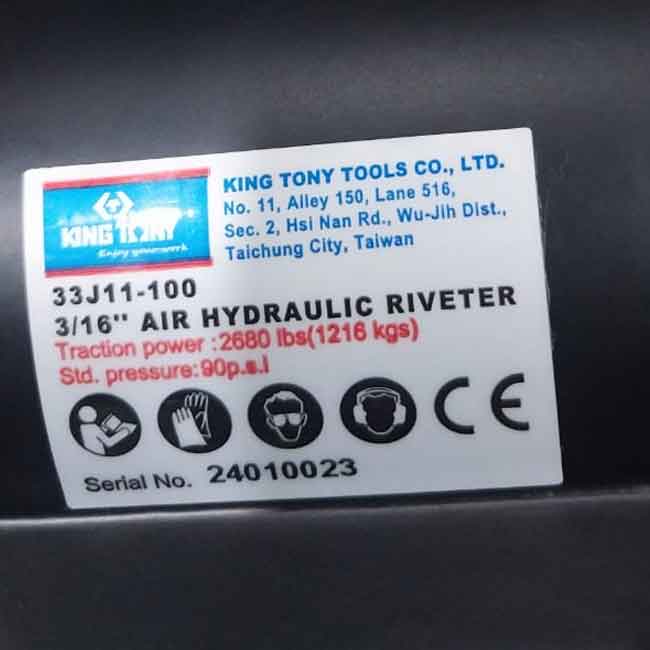 KING TONY
Enjoy your work
KING TONY TOOLS CO., LTD.
No. 11, Alley 150, Lane 516,
Sec. 2, Hsi Nan Rd., Wu-Jih Dist.,
Taichung City, Taiwan
33J11-100
3/16" AIR HYDRAULIC RIVETER
Traction power :2680 lbs(1216 kgs)
Std. pressure:90p.s.i
CE
Serial No. 24010023